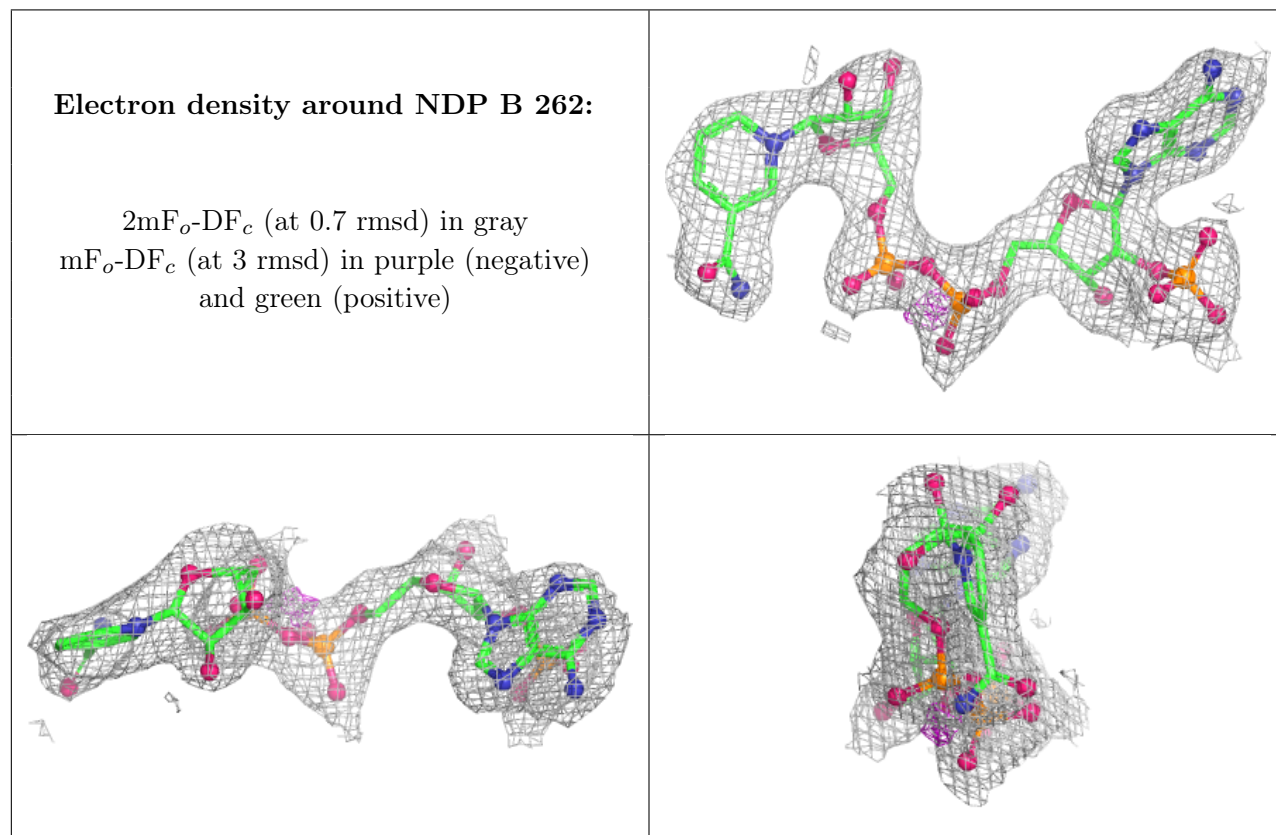 Electron density around NDP B 262:
2mFo-DFc (at 0.7 rmsd) in gray
mFo-DFc (at 3 rmsd) in purple (negative)
and green (positive)